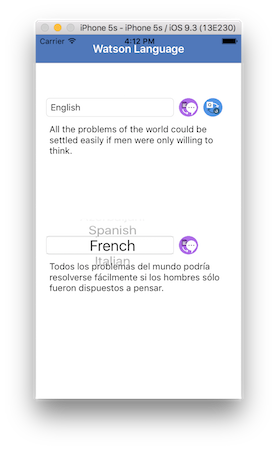 iPhone 5s - iPhone 5s / iOS 9.3 (13E230)
Carrier 3:12 PM
Watson Language
English
All the problems of the world could be
settled easily if men were only willing to
think.
Spanish
French
Italian
Todos los problemas del mundo podría
resolverse fácilmente si los hombres sólo
fueron dispuestos a pensar.